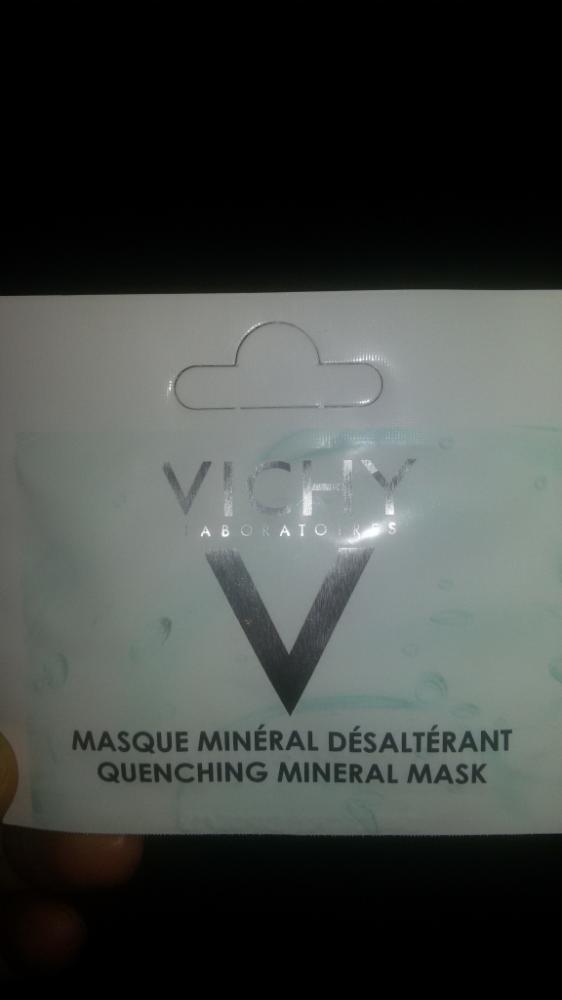 VICHY
LABORATOIRES
V
MASQUE MINÉRAL DÉSALTÉRANT
QUENCHING MINERAL MASK